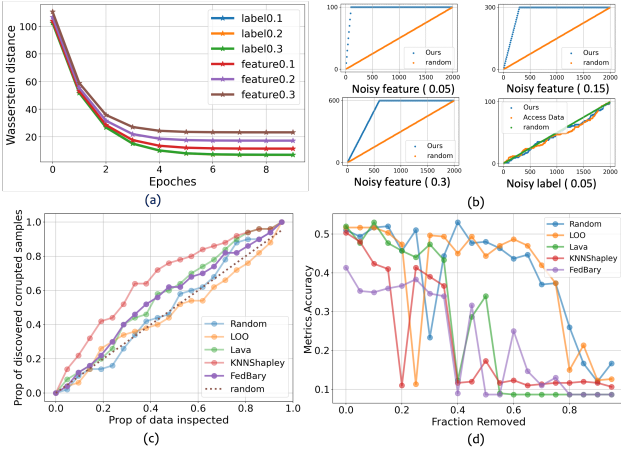 100
80
60
40
20
0
2
4
6
8
Wasserstein distance
Epoches
label0.1
label0.2
label0.3
feature0.1
feature0.2
feature0.3
(a)
100
0
0
500
1000
1500
2000
Ours
random
Noisy feature ( 0.05)
300
0
0
500
1000
1500
2000
Ours
random
Noisy feature ( 0.15)
600
0
0
500
1000
1500
2000
Ours
random
Noisy feature ( 0.3)
100
0
0
500
1000
1500
2000
Ours
Access Data
random
Noisy label ( 0.05)
(b)
1.0
0.8
0.6
0.4
0.2
0.0
0.0
0.2
0.4
0.6
0.8
1.0
Prop of discovered corrupted samples
Prop of data inspected
Random
LOO
Lava
KNNShapley
FedBary
random
(c)
0.5
0.4
0.3
0.2
0.1
0.0
0.2
0.4
0.6
0.8
Metrics.Accuracy
Fraction Removed
Random
LOO
Lava
KNNShapley
FedBary
(d)